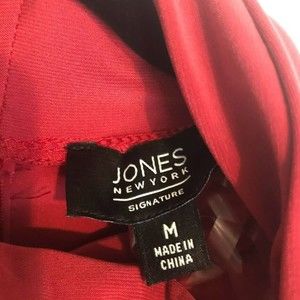 JONES
NEW YORK
SIGNATURE
M
MADE IN
CHINA